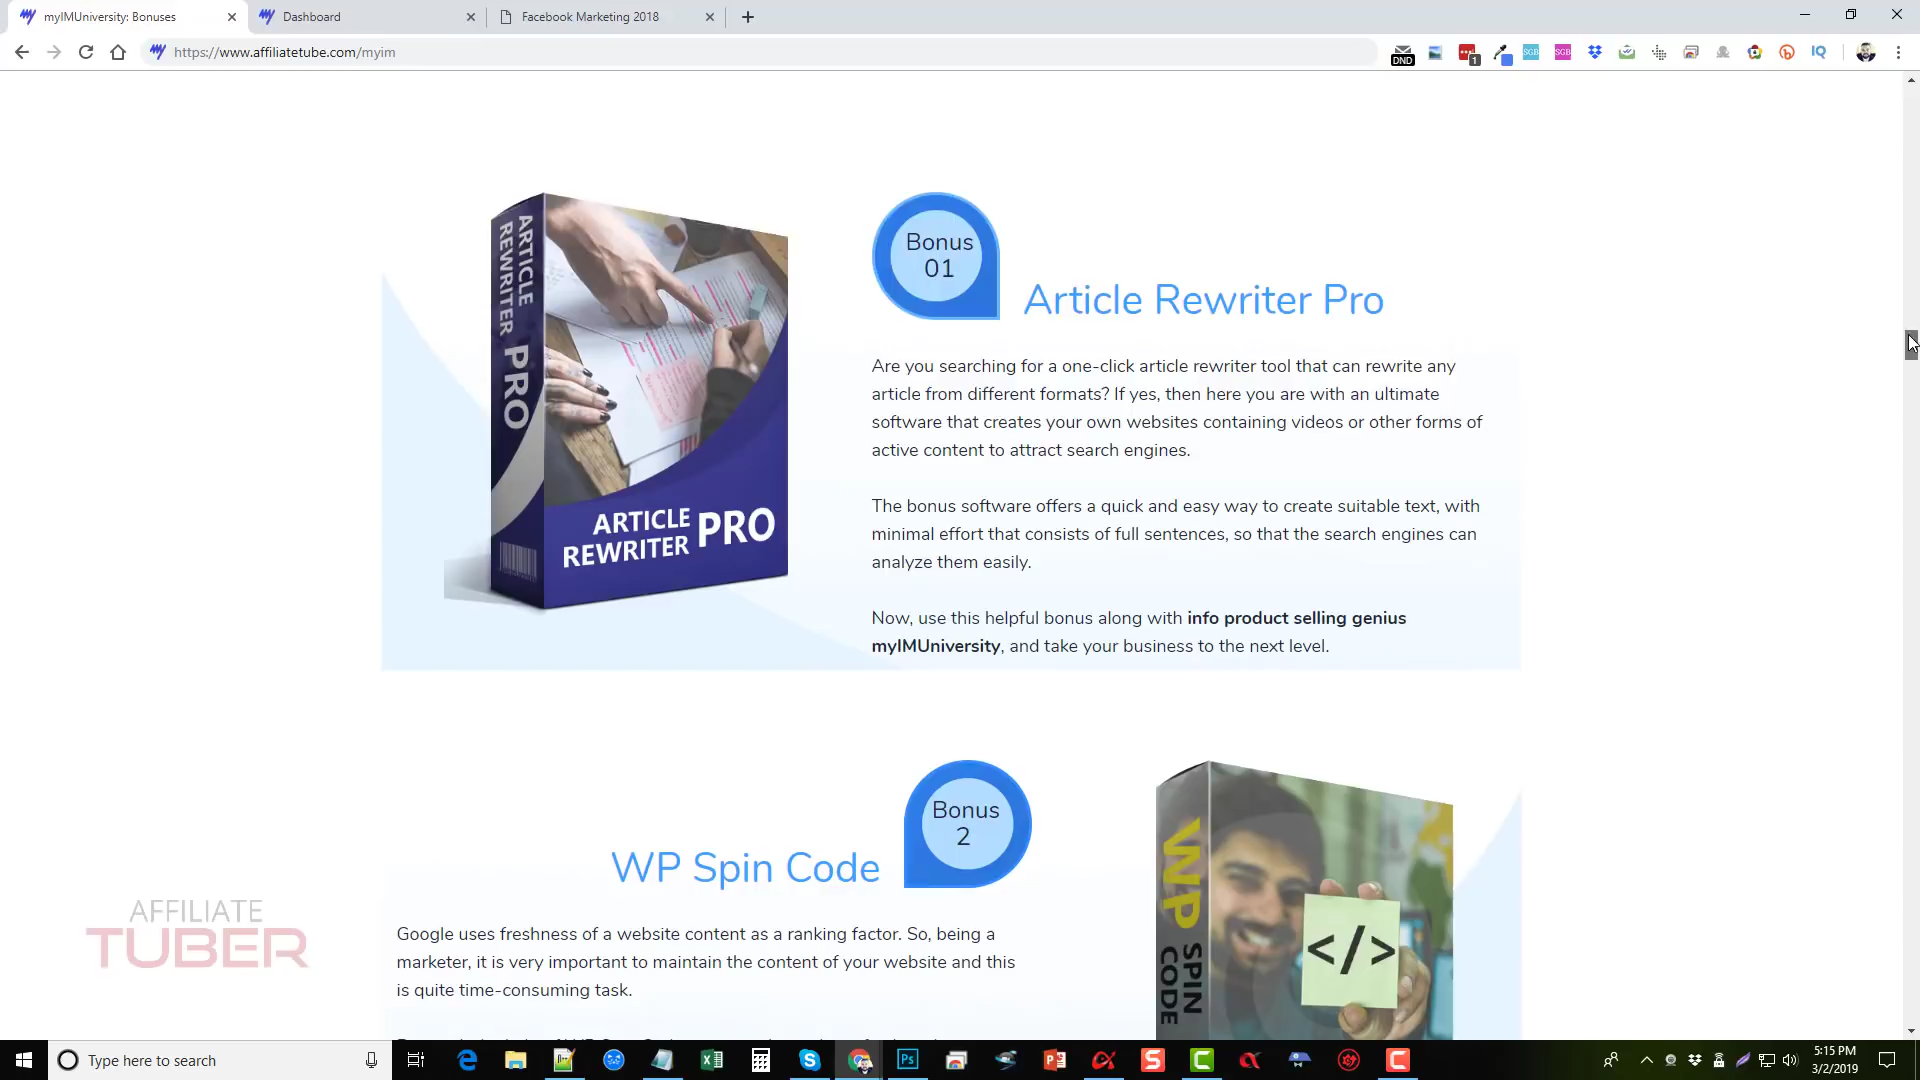 myIMUniversity: Bonuses
Dashboard
Facebook Marketing 2018
https://www.affiliatetube.com/myim
DND
1
SGB
SGB
IQ
ARTICLE
REWRITER PRO
Bonus
01
Article Rewriter Pro
Are you searching for a one-click article rewriter tool that can rewrite any
article from different formats? If yes, then here you are with an ultimate
software that creates your own websites containing videos or other forms of
active content to attract search engines.
The bonus software offers a quick and easy way to create suitable text, with
minimal effort that consists of full sentences, so that the search engines can
analyze them easily.
Now, use this helpful bonus along with info product selling genius
myIMUniversity, and take your business to the next level.
ARTICLE
REWRITER PRO
Bonus
2
WP Spin Code
Google uses freshness of a website content as a ranking factor. So, being a
marketer, it is very important to maintain the content of your website and this
is quite time-consuming task.
WP SPIN
CODE
</>
AFFILIATE
TUBER
Type here to search
Ps
5:15 PM
3/2/2019